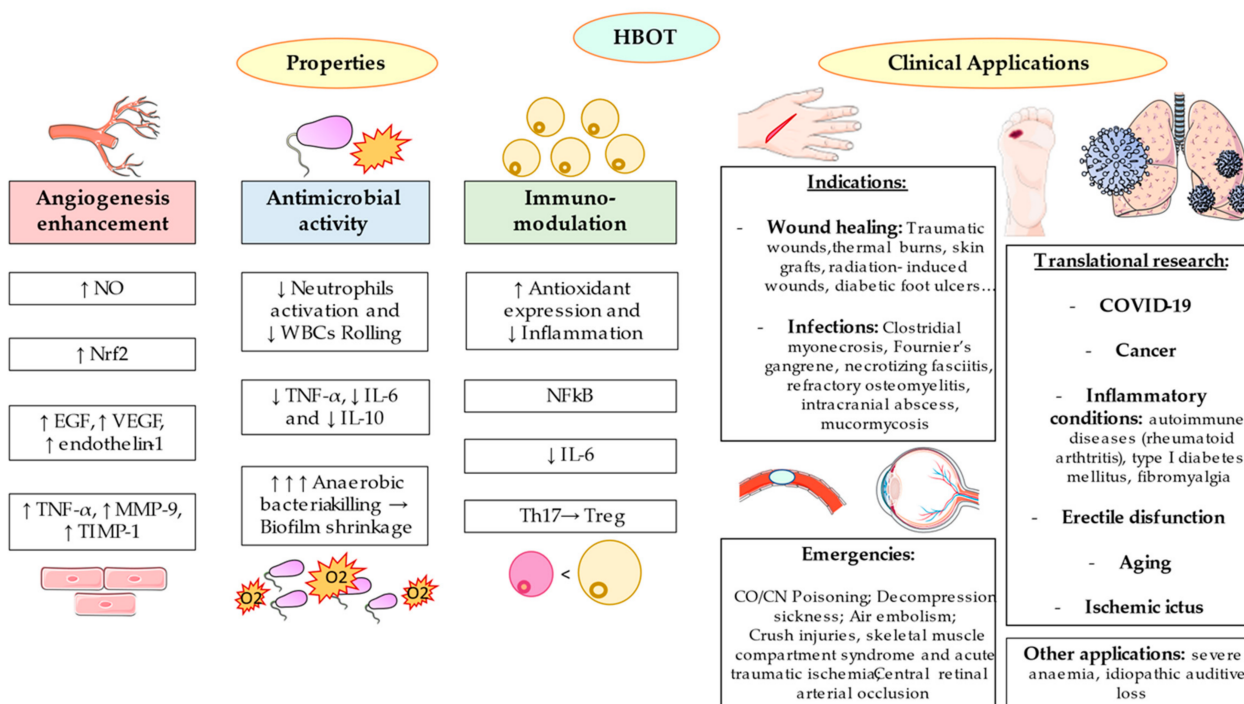 HBOT
Properties
Clinical Applications
Angiogenesis
enhancement
↑ NO
↑ Nrf2
↑ EGF, ↑ VEGF,
↑ endothelin-1
↑ TNF-α, ↑ MMP-9,
↑ TIMP-1
Antimicrobial
activity
↓ Neutrophils
activation and
↓ WBCs Rolling
↓ TNF-α, ↓ IL-6
and ↓ IL-10
↑↑↑ Anaerobic
bacteriakilling →
Biofilm shrinkage
O2
O2
O2
Immuno-
modulation
↑ Antioxidant
expression and
↓ Inflammation
NFkB
↓ IL-6
Th17→ Treg
<
Indications:
- Wound healing: Traumatic
wounds,thermal burns, skin
grafts, radiation- induced
wounds, diabetic foot ulcers...
- Infections: Clostridial
myonecrosis, Fournier's
gangrene, necrotizing fasciitis,
refractory osteomyelitis,
intracranial abscess,
mucormycosis
Emergencies:
CO/CN Poisoning; Decompression
sickness; Air embolism;
Crush injuries, skeletal muscle
compartment syndrome and acute
traumatic ischemia;Central retinal
arterial occlusion
Translational research:
- COVID-19
- Cancer
- Inflammatory
conditions: autoimmune
diseases (rheumatoid
arthtritis), type I diabetes
mellitus, fibromyalgia
- Erectile disfunction
- Aging
- Ischemic ictus
Other applications: severe
anaemia, idiopathic auditive
loss